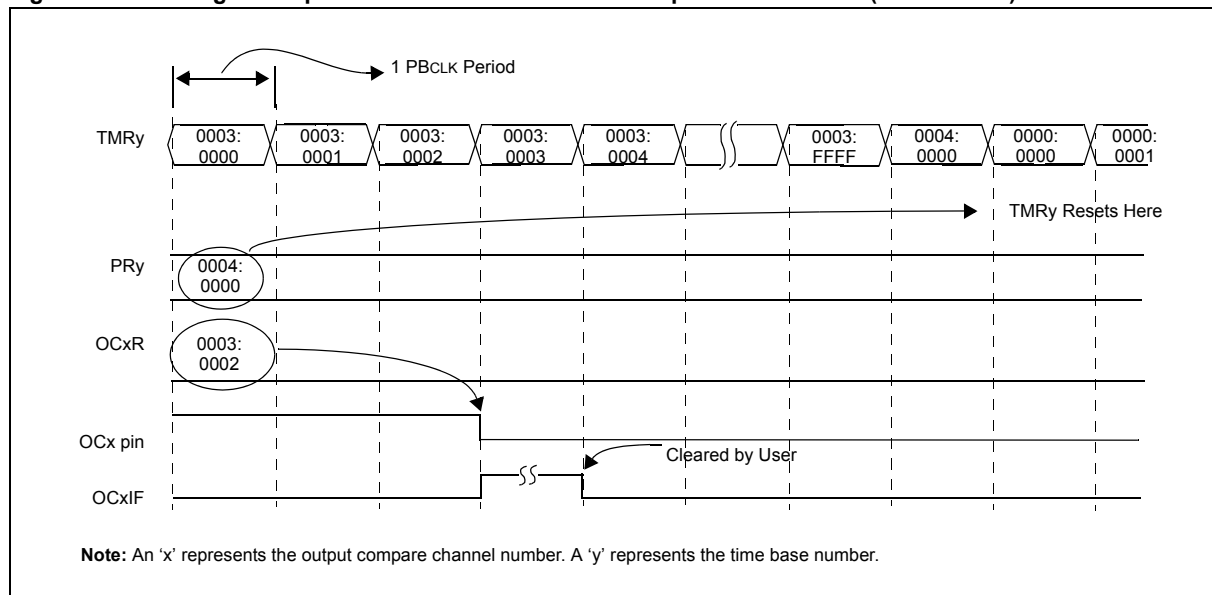 1 PBCLK Period
TMRy
0003:
0000
0003:
0001
0003:
0002
0003:
0003
0003:
0004
0003:
FFFF
0004:
0000
0000:
0000
0000:
0001
TMRy Resets Here
PRy
0004:
0000
OCxR
0003:
0002
OCx pin
Cleared by User
OCxIF
Note: An ‘x’ represents the output compare channel number. A ‘y’ represents the time base number.